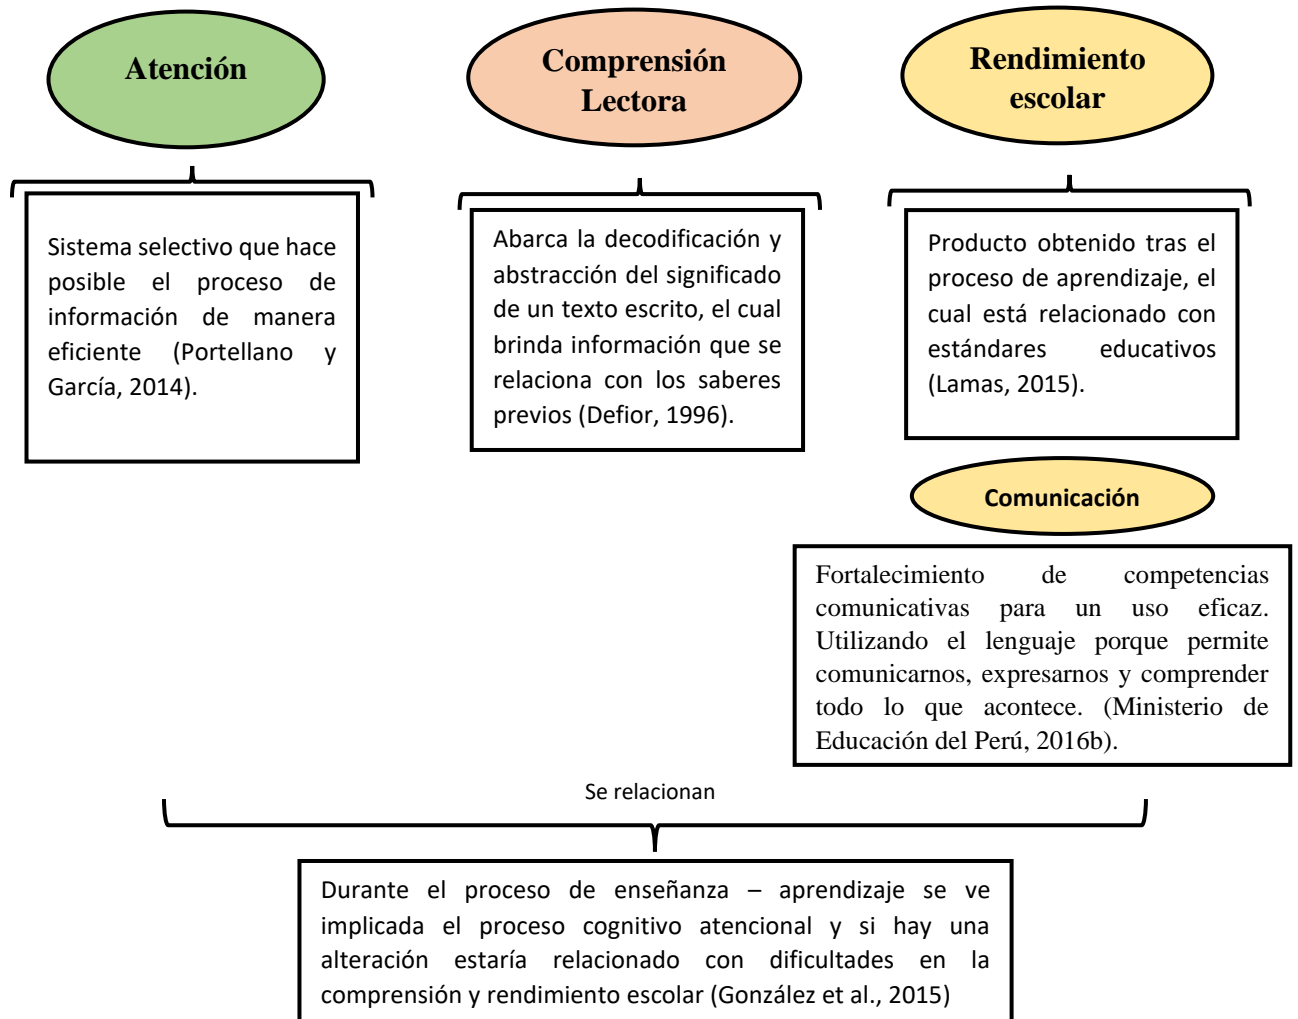 Atención
Sistema selectivo que hace
posible el proceso de
información de manera
eficiente (Portellano y
García, 2014).
Comprensión
Lectora
Abarca la decodificación y
abstracción del significado
de un texto escrito, el cual
brinda información que se
relaciona con los saberes
previos (Defior, 1996).
Rendimiento
escolar
Producto obtenido tras el
proceso de aprendizaje, el
cual está relacionado con
estándares educativos
(Lamas, 2015).
Comunicación
Fortalecimiento de competencias
comunicativas para un uso eficaz.
Utilizando el lenguaje porque permite
comunicarnos, expresarnos y comprender
todo lo que acontece. (Ministerio de
Educación del Perú, 2016b).
Se relacionan
Durante el proceso de enseñanza – aprendizaje se ve
implicada el proceso cognitivo atencional y si hay una
alteración estaría relacionado con dificultades en la
comprensión y rendimiento escolar (González et al., 2015)